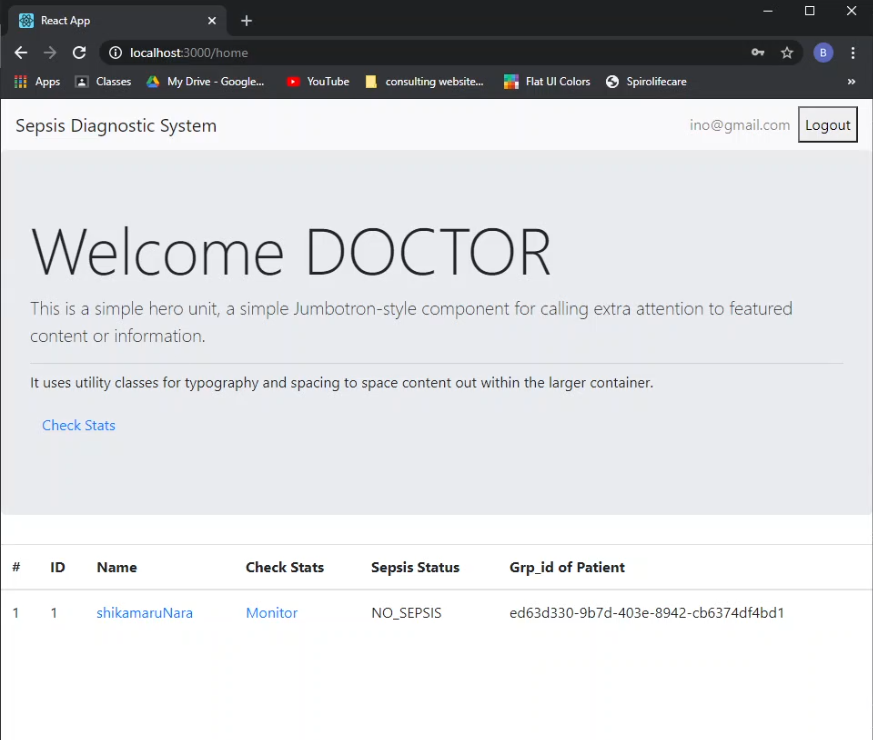 React App
localhost:3000/home
B
Apps Classes My Drive - Google... YouTube consulting website... Flat UI Colors Spirolifecare »
Sepsis Diagnostic System ino@gmail.com Logout
Welcome DOCTOR
This is a simple hero unit, a simple Jumbotron-style component for calling extra attention to featured
content or information.
It uses utility classes for typography and spacing to space content out within the larger container.
Check Stats
# ID Name Check Stats Sepsis Status Grp_id of Patient
1 1 shikamaruNara Monitor NO_SEPSIS ed63d330-9b7d-403e-8942-cb6374df4bd1